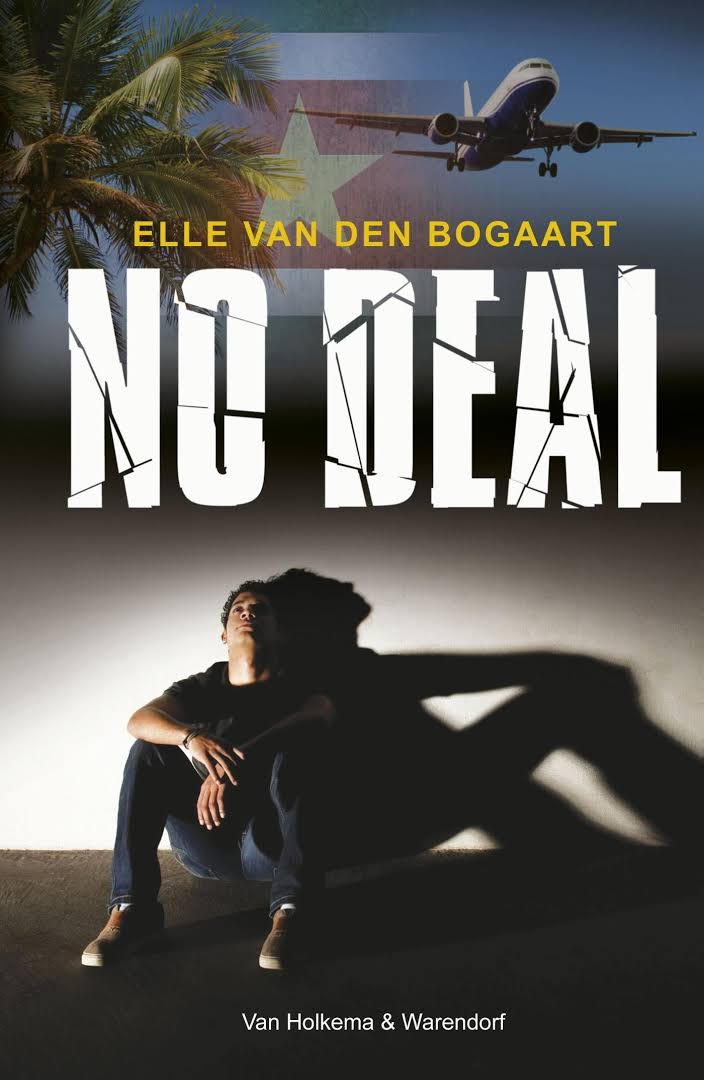 ELLE VAN DEN BOGAART
NO DEAL
Van Holkema & Warendorf